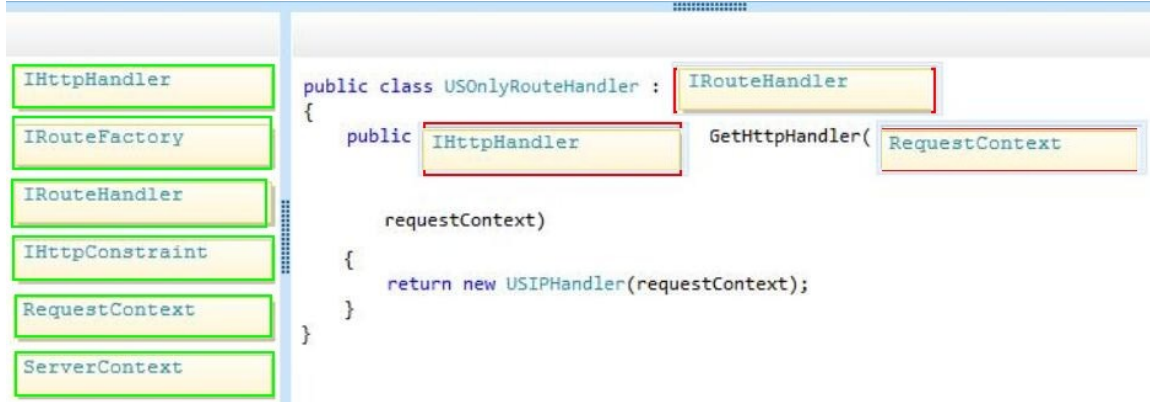 IHttpHandler
IRouteFactory
IRouteHandler
IHttpConstraint
RequestContext
ServerContext
public class USOnlyRouteHandler : IRouteHandler
{
public IHttpHandler GetHttpHandler( RequestContext
requestContext)
{
return new USIPHandler(requestContext);
}
}